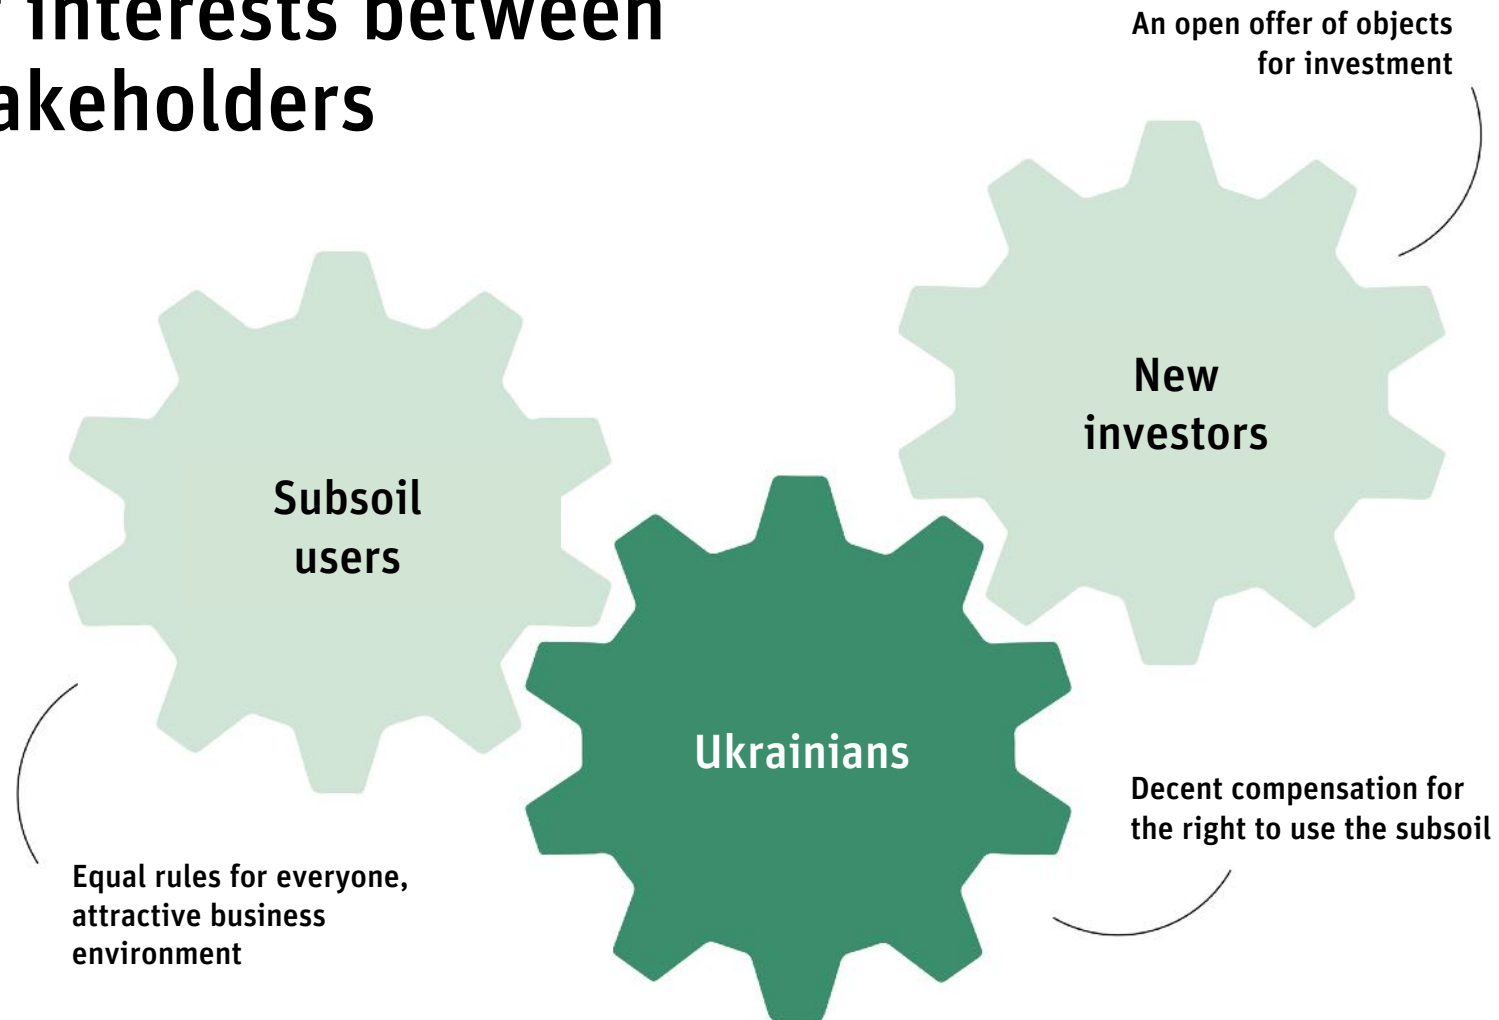 interests between
akeholders
An open offer of objects
for investment
New
investors
Subsoil
users
Ukrainians
Decent compensation for
the right to use the subsoil
Equal rules for everyone,
attractive business
environment